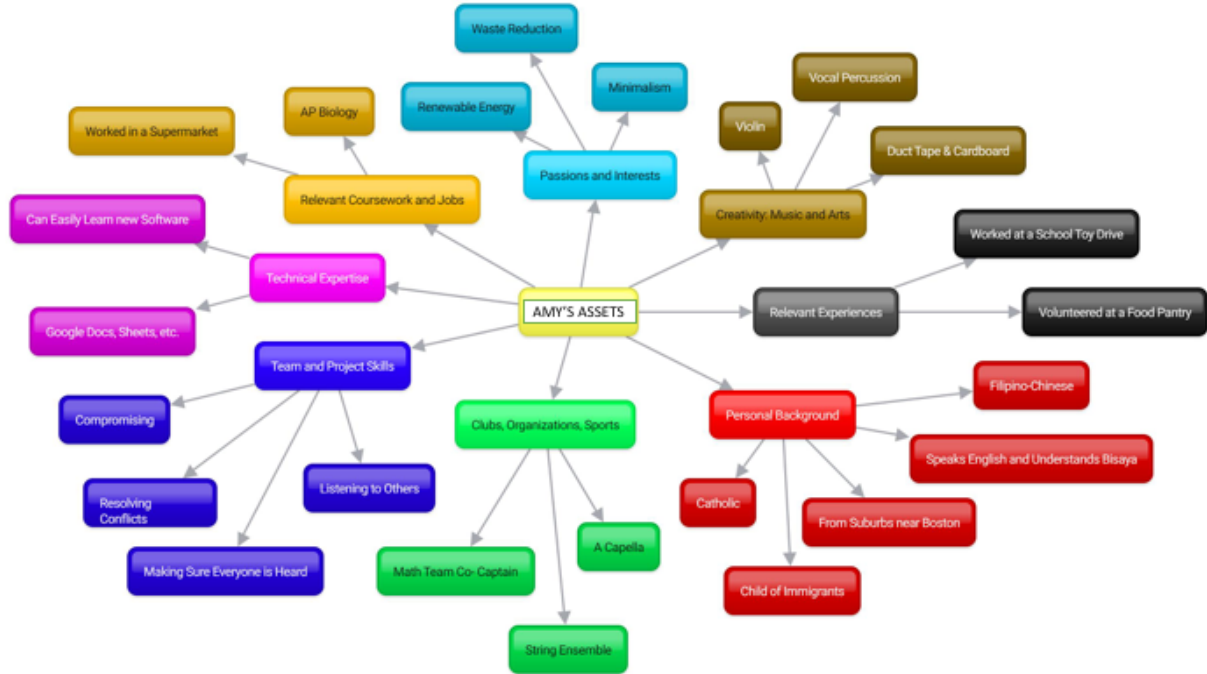 Waste Reduction
Vocal Percussion
Minimalism
AP Biology
Renewable Energy
Worked in a Supermarket
Violin
Duct Tape & Cardboard
Passions and Interests
Relevant Coursework and Jobs
Creativity: Music and Arts
Can Easily Learn new Software
Worked at a School Toy Drive
Technical Expertise
AMY'S ASSETS
Relevant Experiences
Volunteered at a Food Pantry
Google Docs, Sheets, etc.
Team and Project Skills
Filipino-Chinese
Compromising
Clubs, Organizations, Sports
Personal Background
Speaks English and Understands Bisaya
Listening to Others
Catholic
Resolving
Conflicts
From Suburbs near Boston
A Capella
Making Sure Everyone is Heard
Math Team Co- Captain
Child of Immigrants
String Ensemble